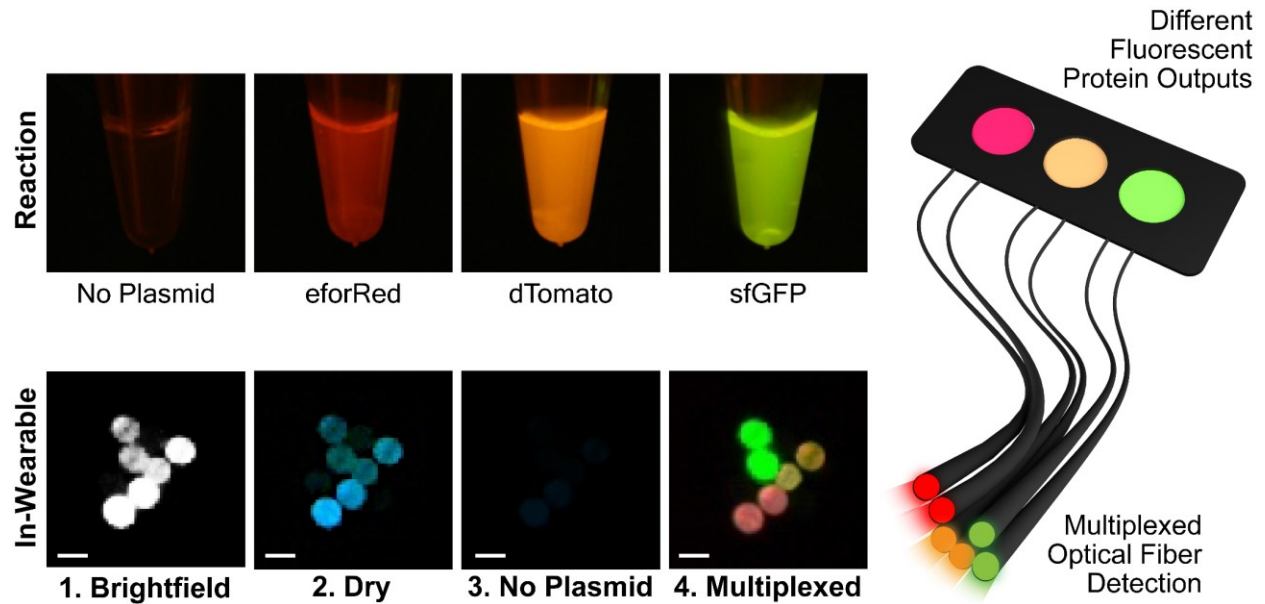 Different
Fluorescent
Protein Outputs
Reaction
No Plasmid
eforRed
dTomato
sfGFP
In-Wearable
1. Brightfield
2. Dry
3. No Plasmid
4. Multiplexed
Multiplexed
Optical Fiber
Detection